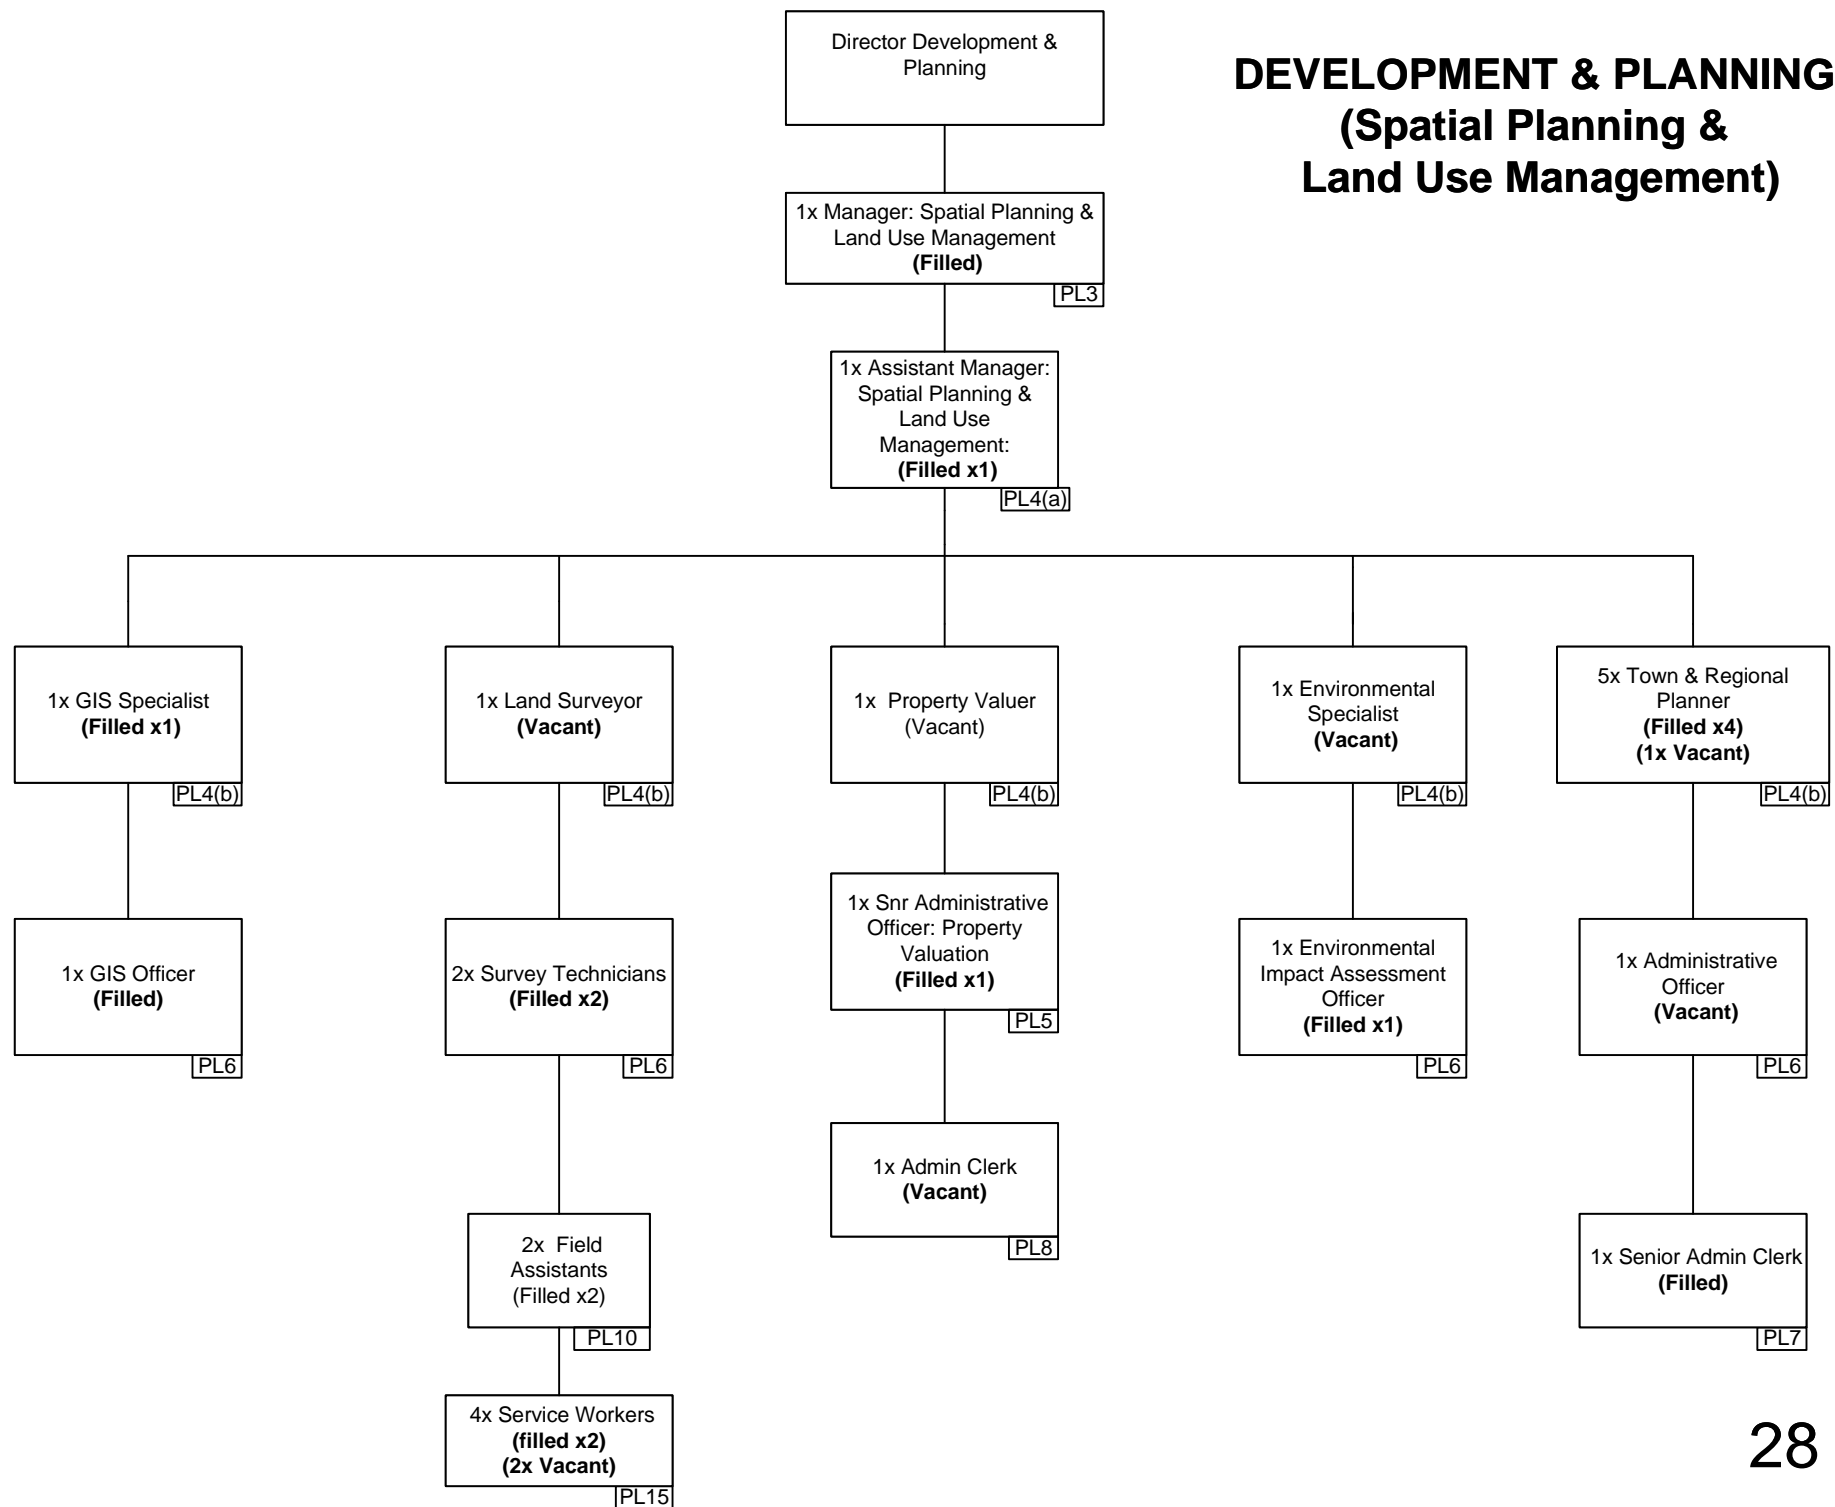 Director Development &
Planning
DEVELOPMENT & PLANNING
(Spatial Planning &
Land Use Management)
1x Manager: Spatial Planning &
Land Use Management
(Filled)
PL3
1x Assistant Manager:
Spatial Planning &
Land Use
Management:
(Filled x1)
PL4(a)
1x GIS Specialist
(Filled x1)
PL4(b)
1x Land Surveyor
(Vacant)
PL4(b)
1x  Property Valuer
(Vacant)
PL4(b)
1x Environmental
Specialist
(Vacant)
PL4(b)
5x Town & Regional
Planner
(Filled x4)
(1x Vacant)
PL4(b)
1x GIS Officer
(Filled)
PL6
2x Survey Technicians
(Filled x2)
PL6
1x Snr Administrative
Officer: Property
Valuation
(Filled x1)
PL5
1x Environmental
Impact Assessment
Officer
(Filled x1)
PL6
1x Administrative
Officer
(Vacant)
PL6
2x  Field
Assistants
(Filled x2)
PL10
1x Admin Clerk
(Vacant)
PL8
1x Senior Admin Clerk
(Filled)
PL7
4x Service Workers
(filled x2)
(2x Vacant)
PL15
28